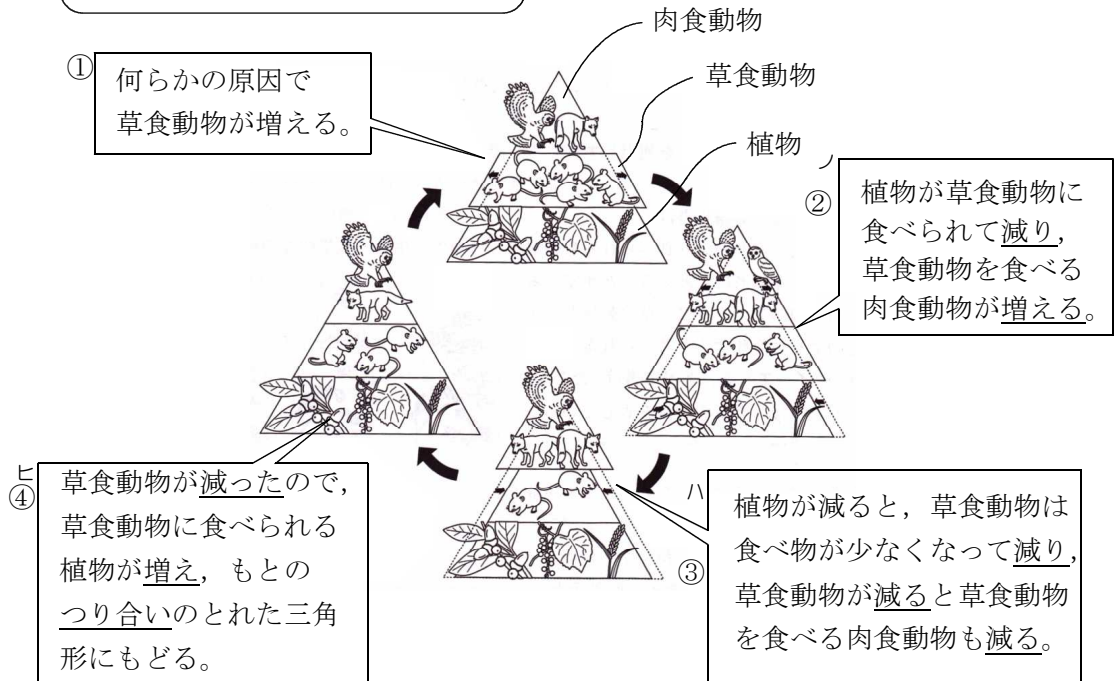 肉食動物
草食動物
植物
①
何らかの原因で
草食動物が増える。
②
植物が草食動物に
食べられて減り，
草食動物を食べる
肉食動物が増える。
ハ
③
植物が減ると，草食動物は
食べ物が少なくなって減り，
草食動物が減ると草食動物
を食べる肉食動物も減る。
ヒ
④
草食動物が減ったので，
草食動物に食べられる
植物が増え，もとの
つり合いのとれた三角
形にもどる。